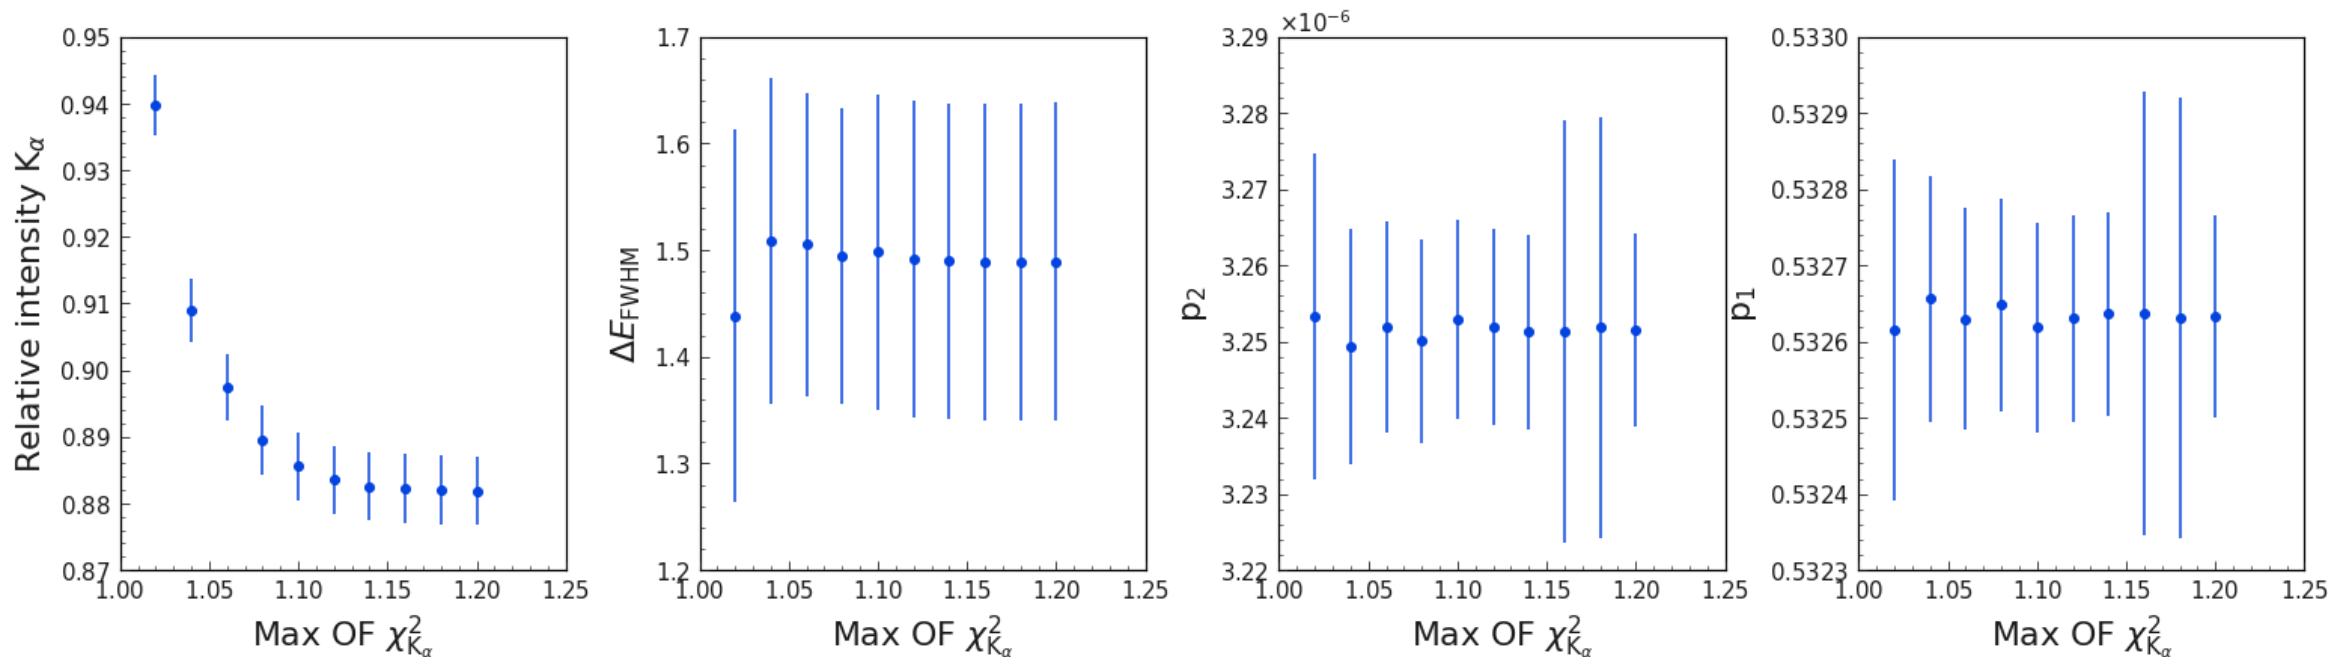 Relative intensity Kα
0.95
0.94
0.93
0.92
0.91
0.90
0.89
0.88
0.87
1.00 1.05 1.10 1.15 1.20 1.25
Max OF χ²Kα
ΔE_FWHM
1.7
1.6
1.5
1.4
1.3
1.2
1.00 1.05 1.10 1.15 1.20 1.25
Max OF χ²Kα
×10⁻⁶
p₂
3.29
3.28
3.27
3.26
3.25
3.24
3.23
3.22
1.00 1.05 1.10 1.15 1.20 1.25
Max OF χ²Kα
p₁
0.5330
0.5329
0.5328
0.5327
0.5326
0.5325
0.5324
0.5323
1.00 1.05 1.10 1.15 1.20 1.25
Max OF χ²Kα